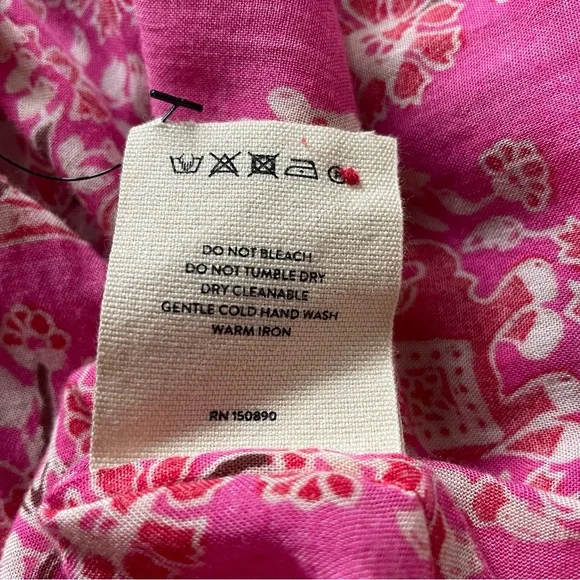 DO NOT BLEACH
DO NOT TUMBLE DRY
DRY CLEANABLE
GENTLE COLD HAND WASH
WARM IRON
RN 150890